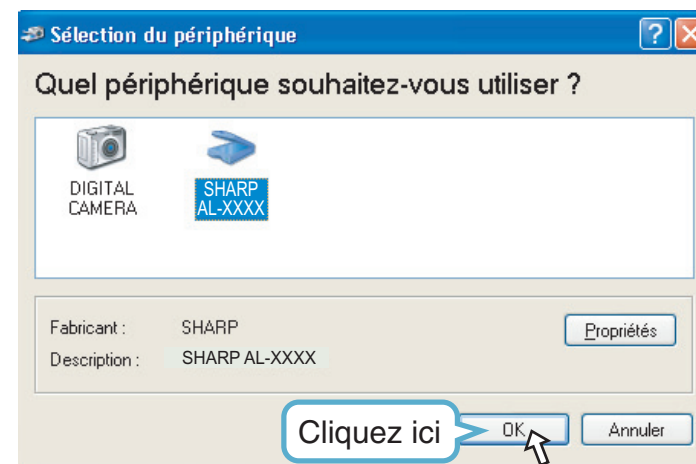 Sélection du périphérique
Quel périphérique souhaitez-vous utiliser ?
DIGITAL
CAMERA
SHARP
AL-XXXX
Fabricant : SHARP
Propriétés
Description : SHARP AL-XXXX
Cliquez ici
OK
Annuler